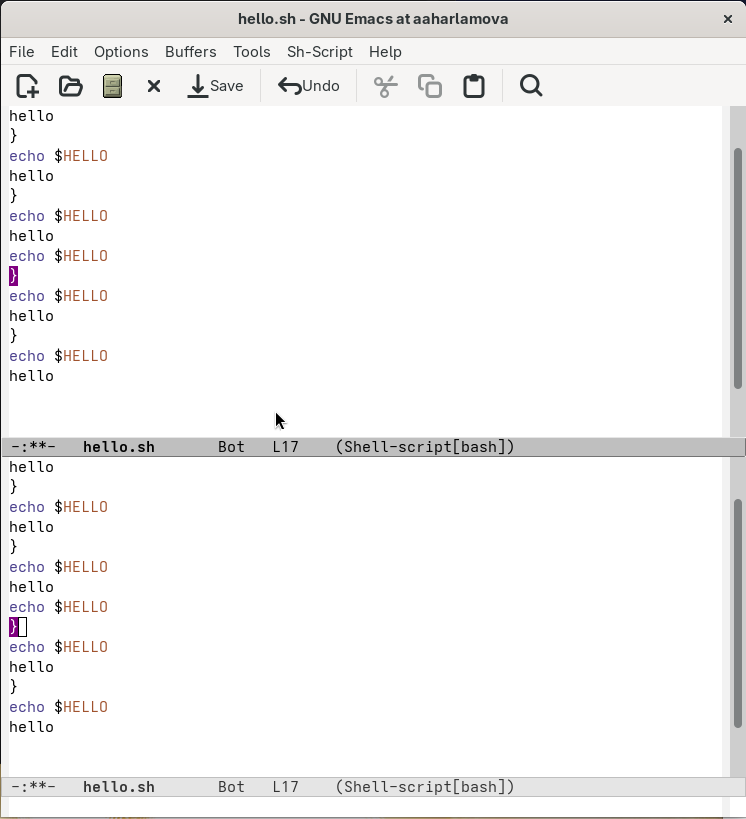 hello.sh - GNU Emacs at aaharlamova
File Edit Options Buffers Tools Sh-Script Help
Save Undo
hello
}
echo $HELLO
hello
}
echo $HELLO
hello
echo $HELLO
}
echo $HELLO
hello
}
echo $HELLO
hello
-:**- hello.sh Bot L17 (Shell-script[bash])
hello
}
echo $HELLO
hello
}
echo $HELLO
hello
echo $HELLO
}
echo $HELLO
hello
}
echo $HELLO
hello
-:**- hello.sh Bot L17 (Shell-script[bash])